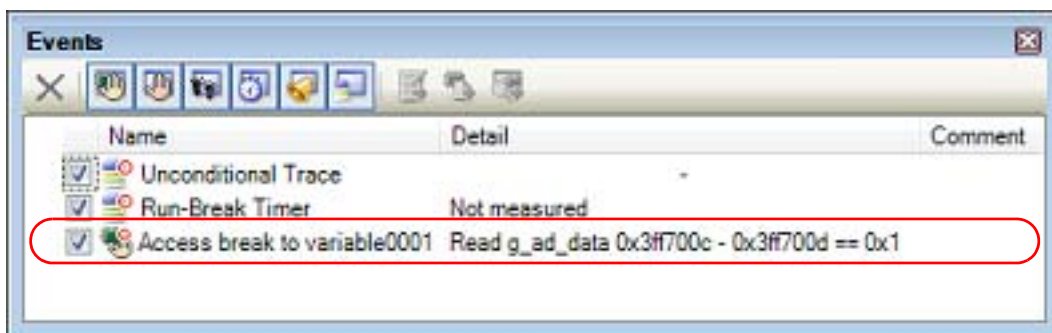 Events
Name Detail Comment
Unconditional Trace -
Run-Break Timer Not measured
Access break to variable0001 Read g_ad_data 0x3ff700c - 0x3ff700d == 0x1